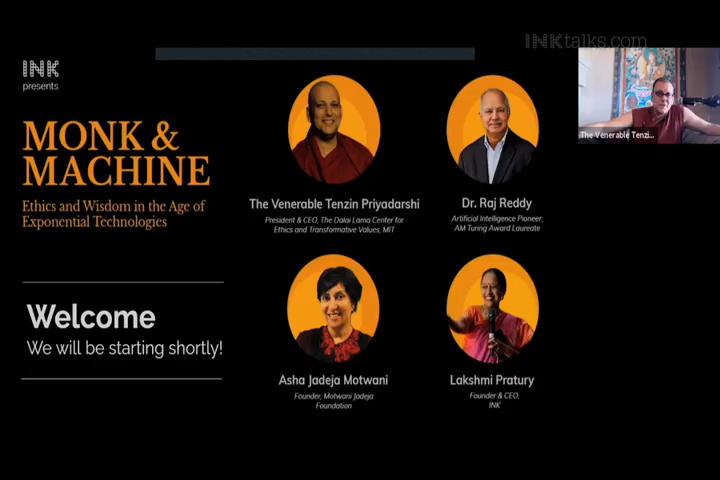 INKtalks.com
INK
presents
MONK &
MACHINE
Ethics and Wisdom in the Age of
Exponential Technologies
Welcome
We will be starting shortly!
The Venerable Tenzin Priyadarshi
President & CEO, The Dalai Lama Center for
Ethics and Transformative Values, MIT
Dr. Raj Reddy
Artificial Intelligence Pioneer;
AM Turing Award Laureate
Asha Jadeja Motwani
Founder, Motwani Jadeja
Foundation
Lakshmi Pratury
Founder & CEO,
INK
The Venerable Tenzi...